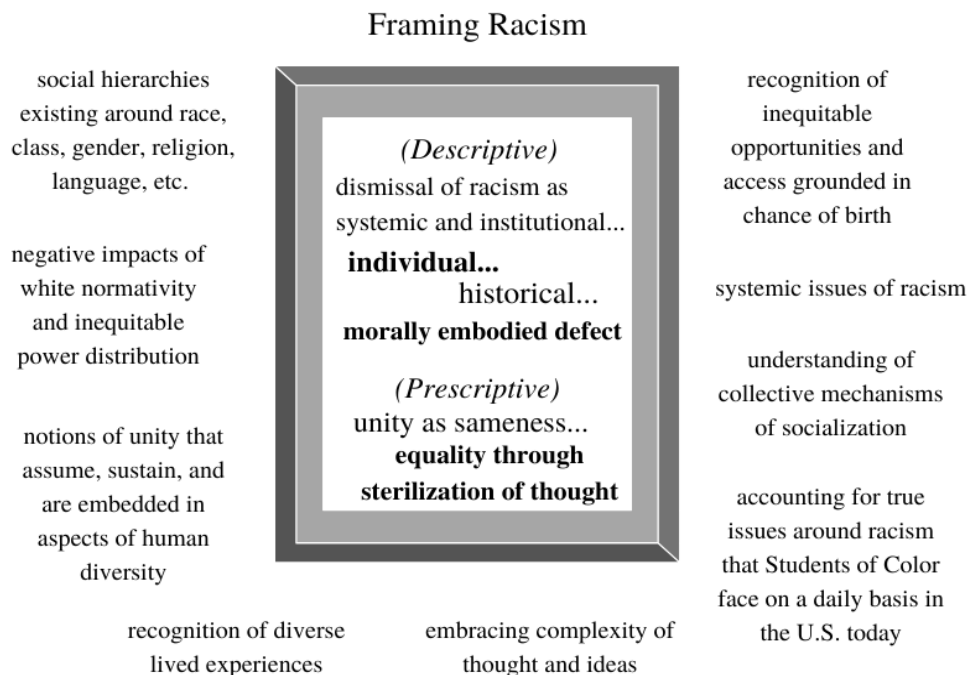 Framing Racism
social hierarchies
existing around race,
class, gender, religion,
language, etc.
negative impacts of
white normativity
and inequitable
power distribution
notions of unity that
assume, sustain, and
are embedded in
aspects of human
diversity
(Descriptive)
dismissal of racism as
systemic and institutional...
individual...
historical...
morally embodied defect
(Prescriptive)
unity as sameness...
equality through
sterilization of thought
recognition of
inequitable
opportunities and
access grounded in
chance of birth
systemic issues of racism
understanding of
collective mechanisms
of socialization
accounting for true
issues around racism
that Students of Color
face on a daily basis in
the U.S. today
recognition of diverse
lived experiences
embracing complexity of
thought and ideas